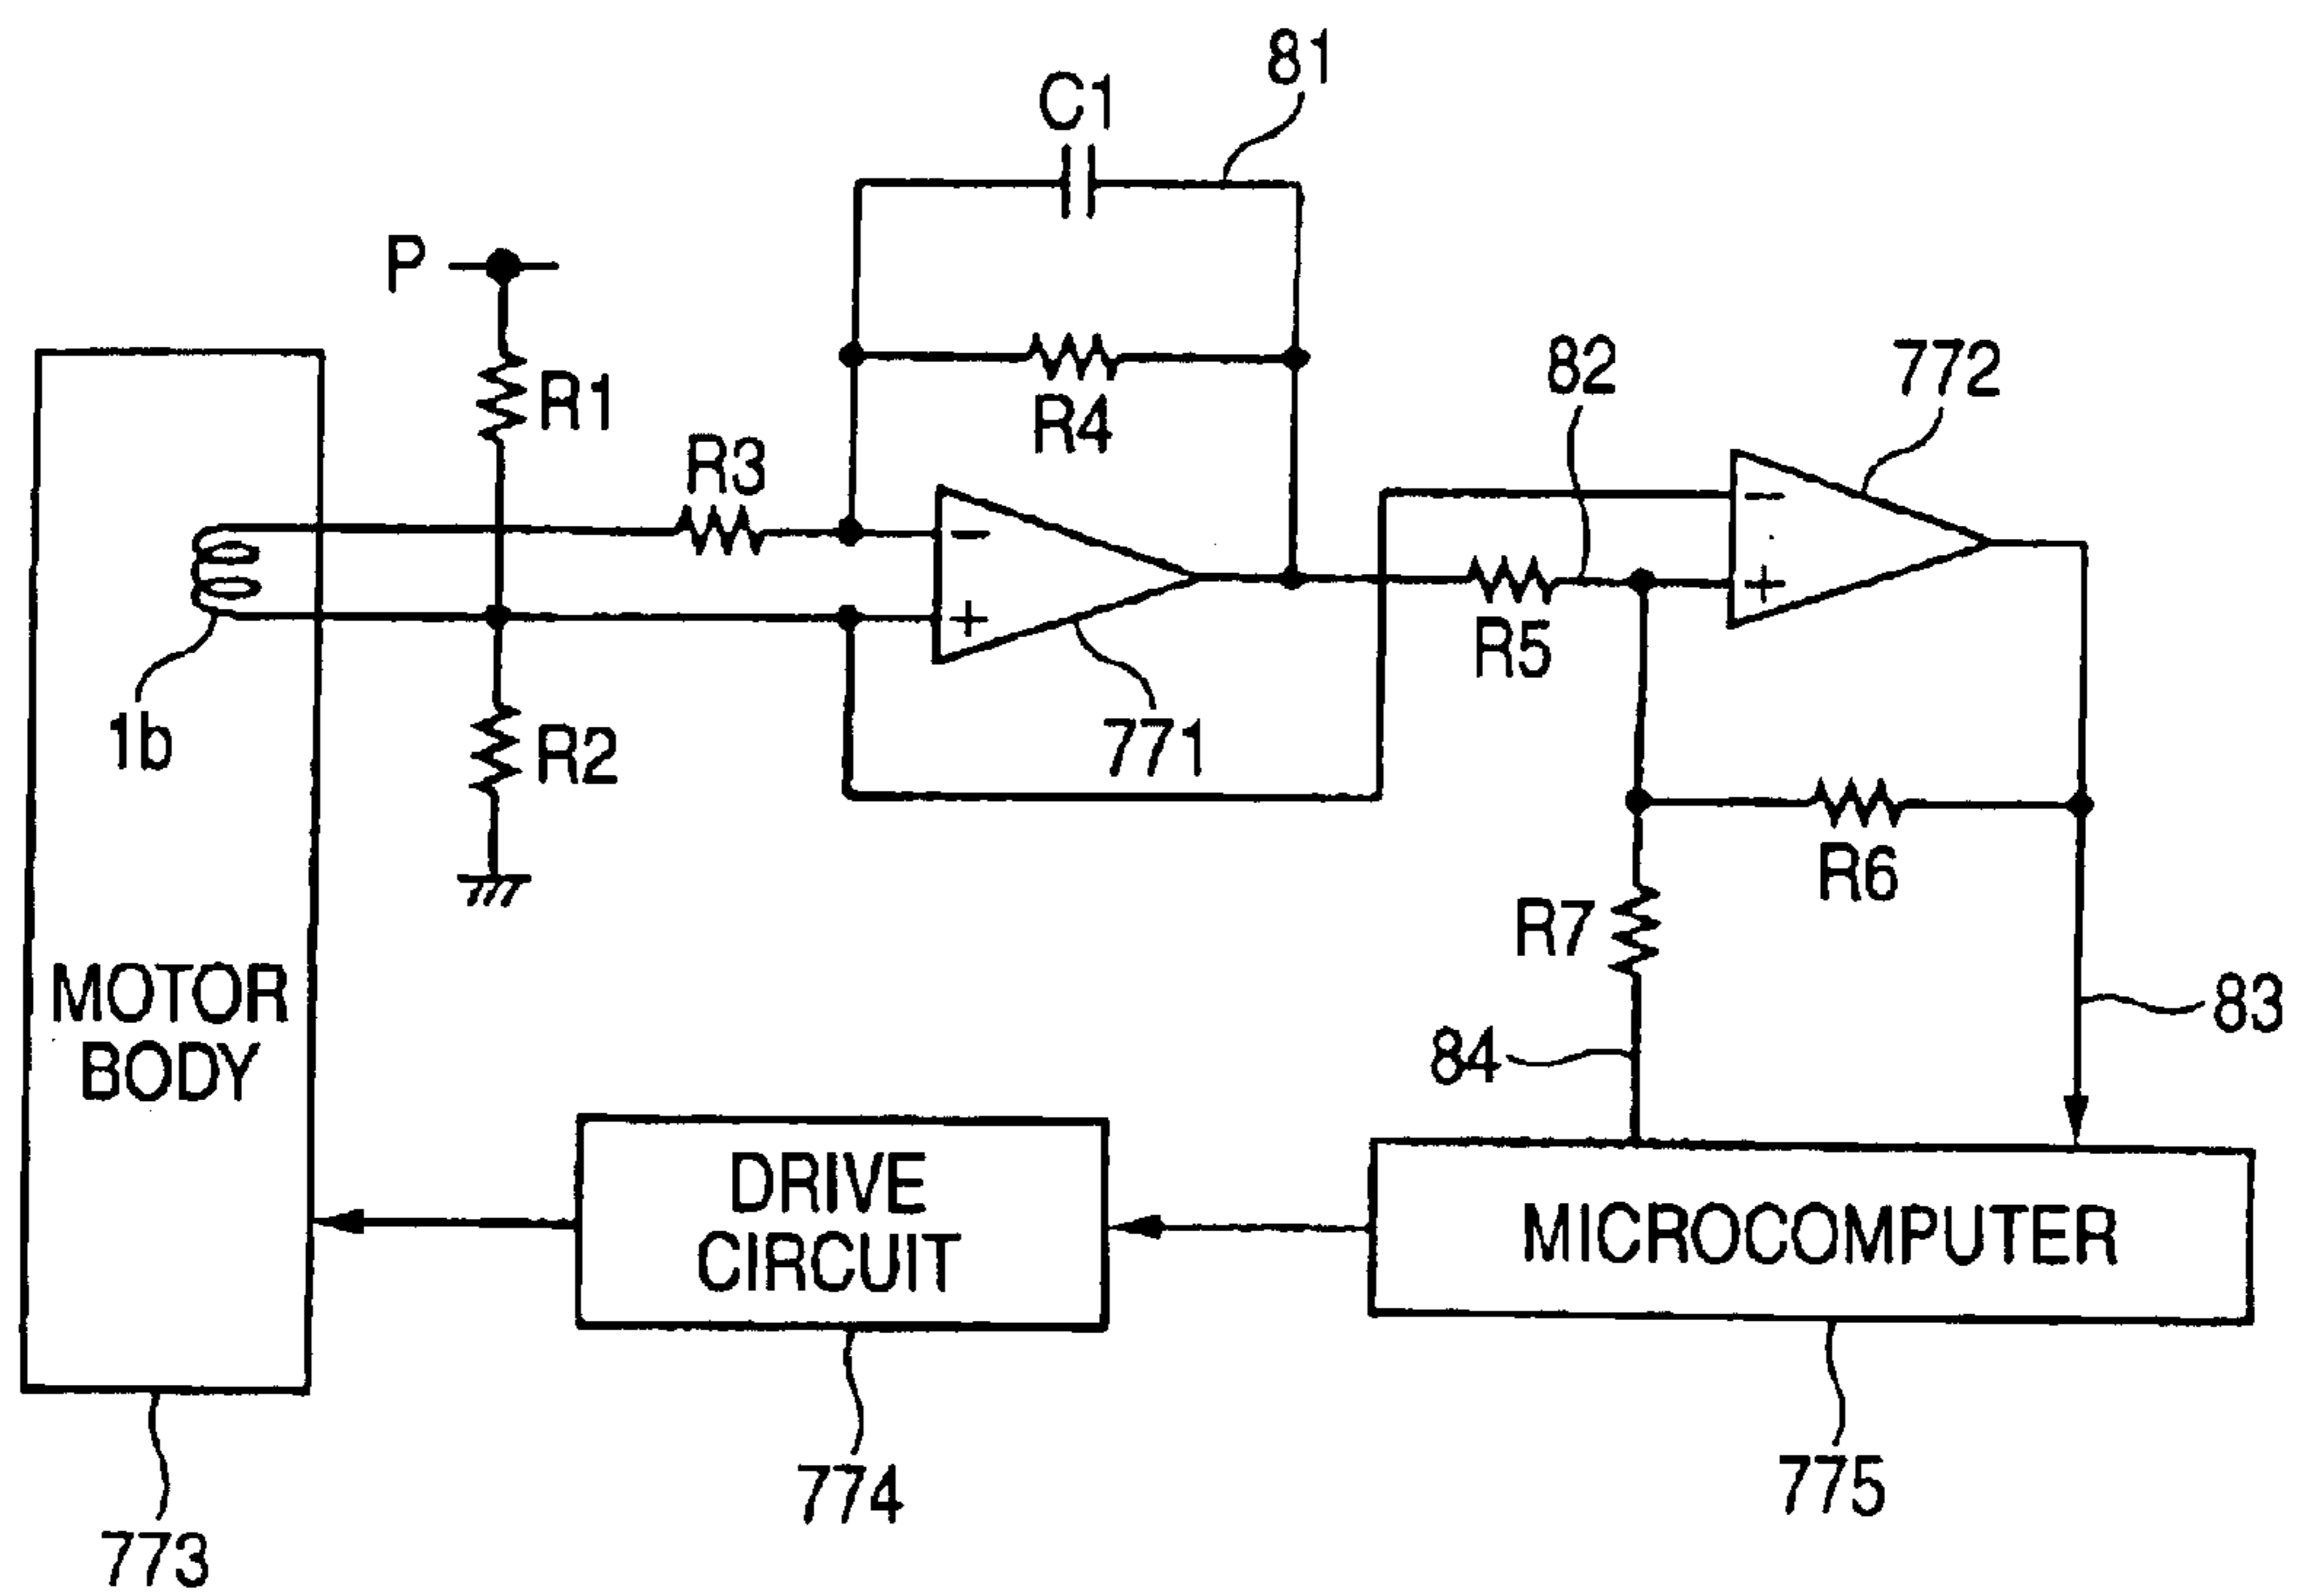 81
C1
P
R1
R4
82
772
R3
−
−
+
+
R5
1b
R2
771
R6
R7
MOTOR
BODY
83
84
DRIVE
CIRCUIT
MICROCOMPUTER
774
775
773